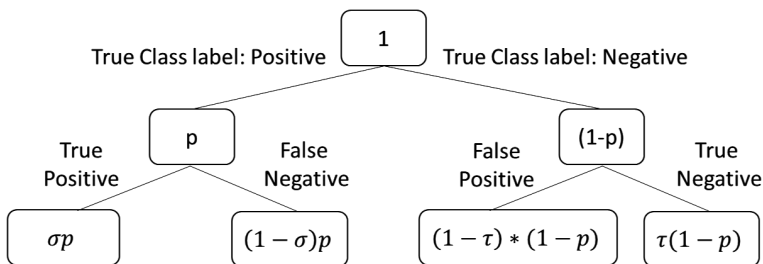 1
True Class label: Positive
True Class label: Negative
p
(1-p)
True
Positive
False
Negative
False
Positive
True
Negative
σp
(1 − σ)p
(1 − τ) ∗ (1 − p)
τ(1 − p)